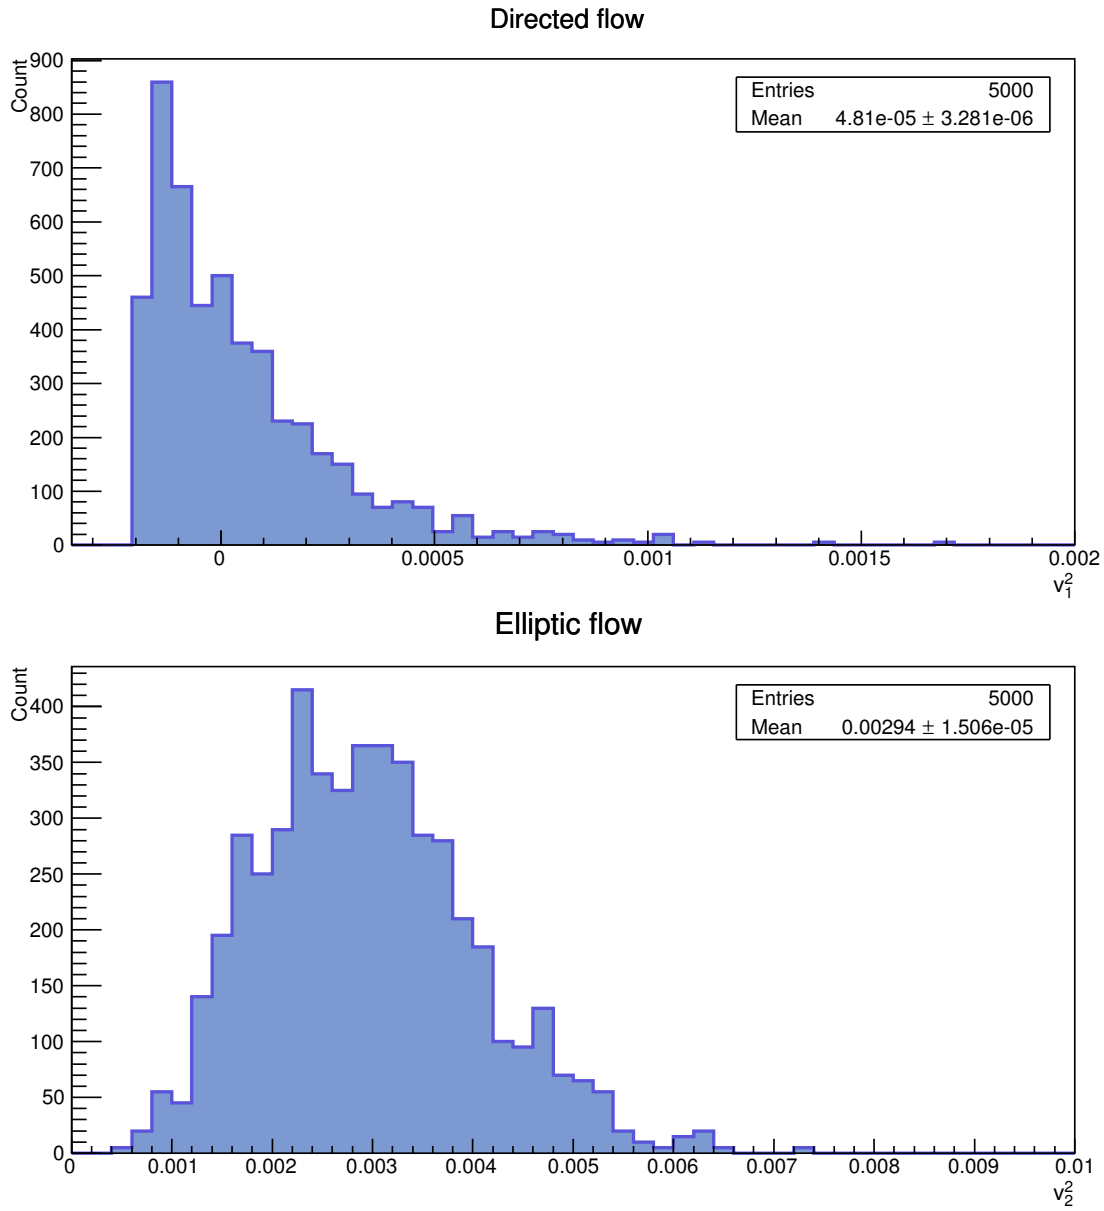 Directed flow
Count
900
800
700
600
500
400
300
200
100
0
Entries 5000
Mean 4.81e-05 ± 3.281e-06
0 0.0005 0.001 0.0015 0.002
v₁²
Elliptic flow
Count
400
350
300
250
200
150
100
50
0
Entries 5000
Mean 0.00294 ± 1.506e-05
0 0.001 0.002 0.003 0.004 0.005 0.006 0.007 0.008 0.009 0.01
v₂²